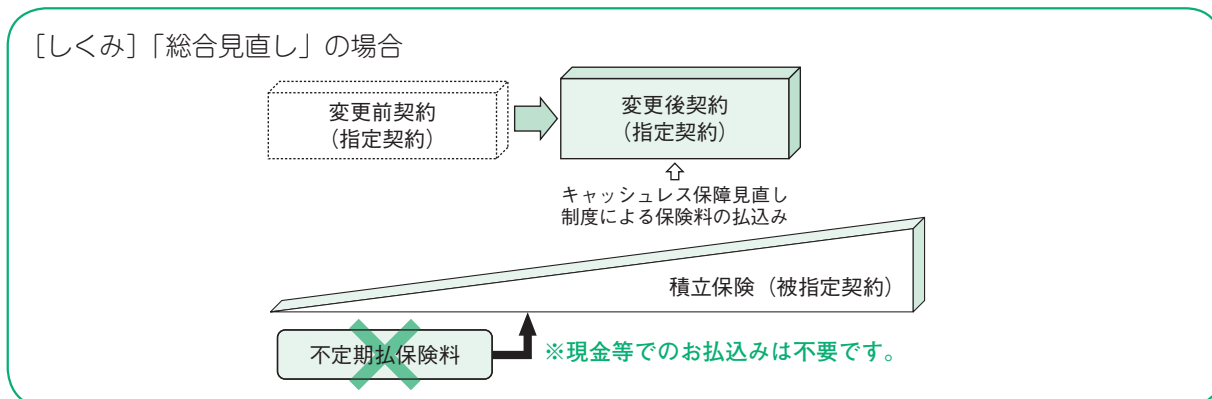 [しくみ]「総合見直し」の場合
変更前契約
(指定契約)
変更後契約
(指定契約)
キャッシュレス保障見直し
制度による保険料の払込み
積立保険(被指定契約)
不定期払保険料
※現金等でのお払込みは不要です。